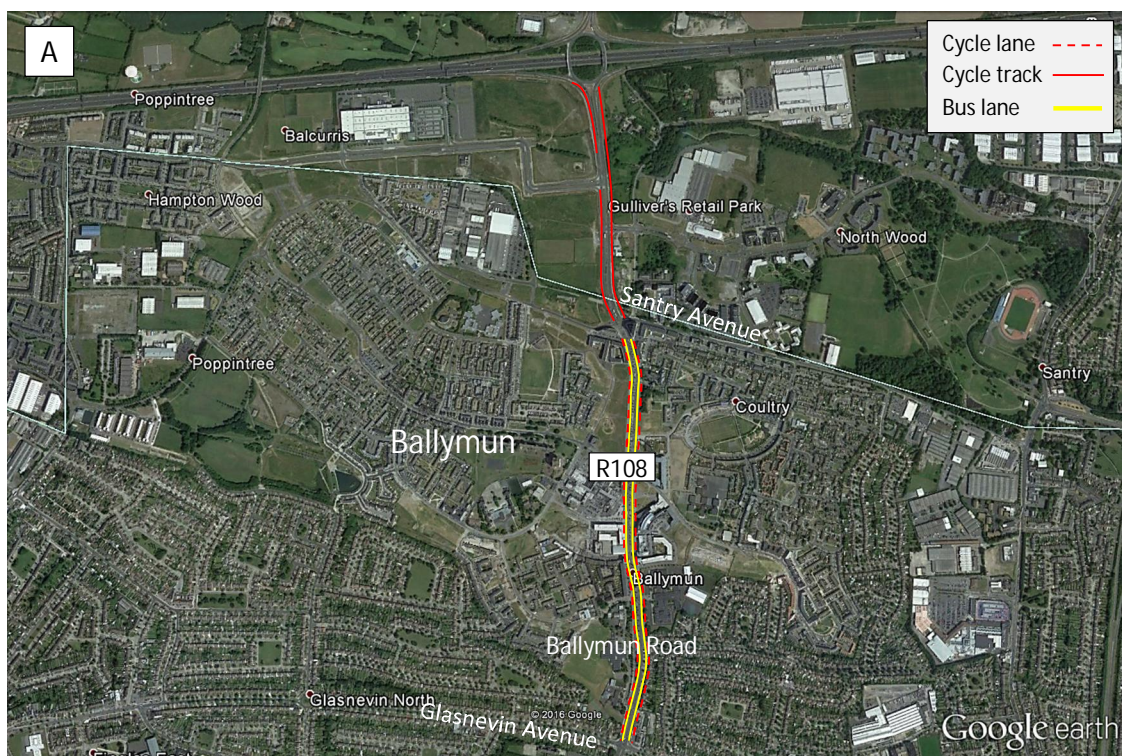 A
Cycle lane
Cycle track
Bus lane
Poppintree
Balcurris
Hampton Wood
Gulliver's Retail Park
North Wood
Santry Avenue
Poppintree
Santry
Coultry
Ballymun
R108
Ballymun
Ballymun Road
Glasnevin North
Glasnevin Avenue
© 2016 Google
Google earth